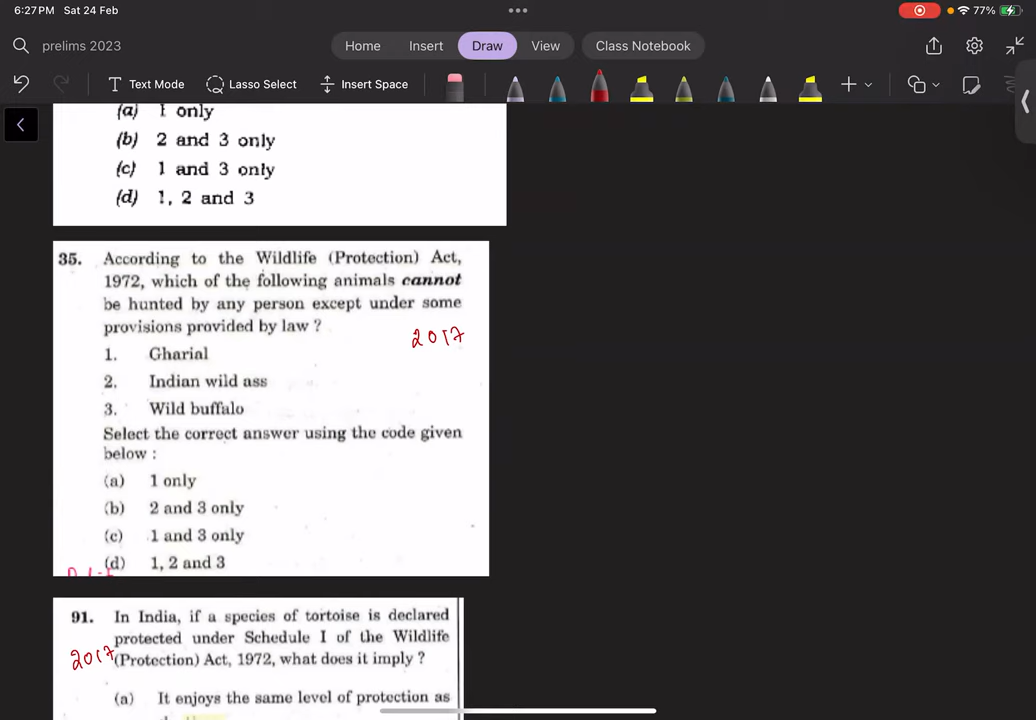 6:27PM Sat 24 Feb
77%
prelims 2023
Home Insert Draw View Class Notebook
Text Mode Lasso Select Insert Space
(a) 1 only
(b) 2 and 3 only
(c) 1 and 3 only
(d) 1, 2 and 3
35. According to the Wildlife (Protection) Act,
1972, which of the following animals cannot
be hunted by any person except under some
provisions provided by law ?
2017
1. Gharial
2. Indian wild ass
3. Wild buffalo
Select the correct answer using the code given
below :
(a) 1 only
(b) 2 and 3 only
(c) 1 and 3 only
(d) 1, 2 and 3
91. In India, if a species of tortoise is declared
protected under Schedule I of the Wildlife
2017 (Protection) Act, 1972, what does it imply ?
(a) It enjoys the same level of protection as